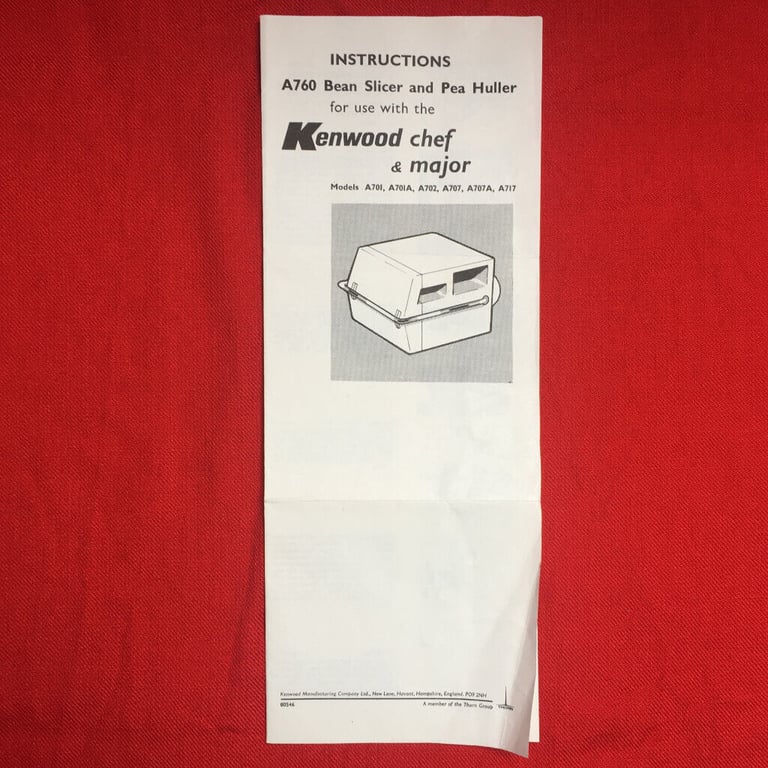 INSTRUCTIONS
A760 Bean Slicer and Pea Huller
for use with the
Kenwood chef
& major
Models A701, A701A, A702, A707, A707A, A717
Kenwood Manufacturing Company Ltd., New Lane, Havant, Hampshire, England. PO9 2NH
80546 A member of the Thorn Group